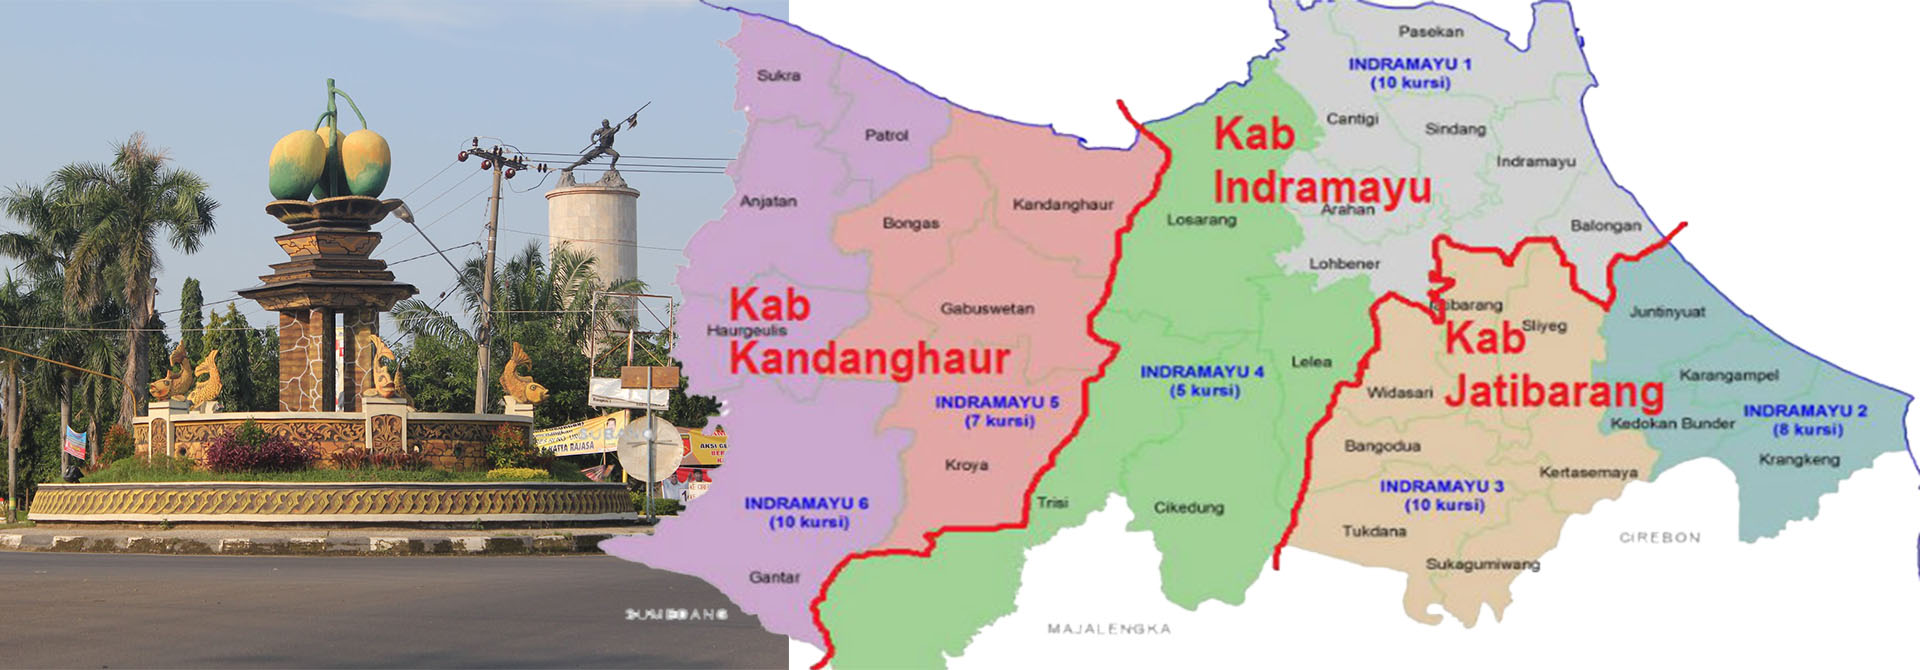 Pasekan
INDRAMAYU 1
(10 kursi)
Sukra
Cantigi
Sindang
Patrol
Kab
Indramayu
Indramayu
Anjatan
Kandanghaur
Arahan
Losarang
Bongas
Balongan
Lohbener
Kab
Kandanghaur
Haurgeulis
Gabuswetan
tibarang
Sliyeg
Juntinyuat
Kab
Jatibarang
Lelea
INDRAMAYU 4
(5 kursi)
Widasari
Karangampel
INDRAMAYU 5
(7 kursi)
INDRAMAYU 2
(8 kursi)
Kedokan Bunder
Bangodua
Krangkeng
Kroya
Kertasemaya
INDRAMAYU 3
(10 kursi)
INDRAMAYU 6
(10 kursi)
Trisi
Cikedung
Tukdana
CIREBON
Sukagumiwang
Gantar
SUMEDANG
MAJALENGKA
SUBANG
KATYA RAJASA
AKSI GE